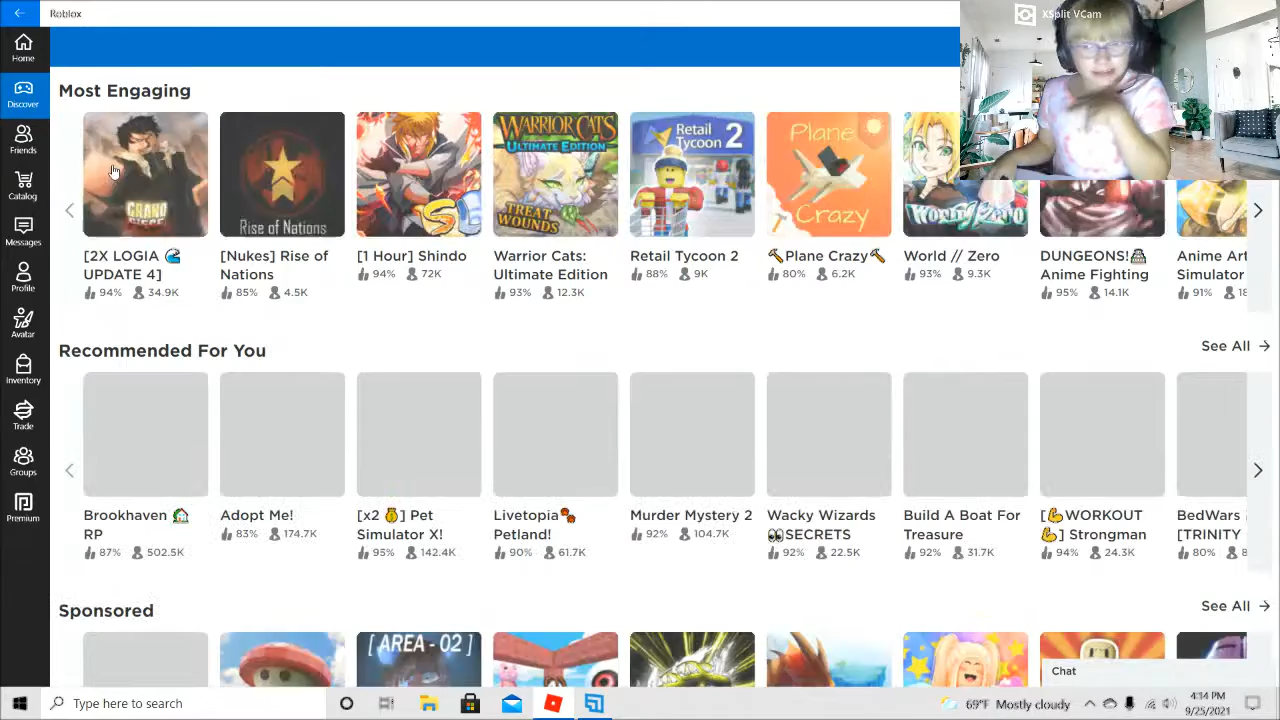 Roblox
XSplit VCam
Home
Discover
Friends
Catalog
Messages
Profile
Avatar
Inventory
Trade
Groups
Premium
Most Engaging
Rise of Nations
WARRIOR CATS
ULTIMATE EDITION
TREAT
WOUNDS
Retail
Tycoon 2
Plane
Crazy
World Zero
[2X LOGIA 🌊
UPDATE 4]
94% 34.9K
[Nukes] Rise of
Nations
85% 4.5K
[1 Hour] Shindo
94% 72K
Warrior Cats:
Ultimate Edition
93% 12.3K
Retail Tycoon 2
88% 9K
🔨Plane Crazy🔨
80% 6.2K
World // Zero
93% 9.3K
DUNGEONS!🏯
Anime Fighting
95% 14.1K
Anime Art
Simulator
91% 18
Recommended For You
See All →
Brookhaven 🏡
RP
87% 502.5K
Adopt Me!
83% 174.7K
[x2 💰] Pet
Simulator X!
95% 142.4K
Livetopia🐾
Petland!
90% 61.7K
Murder Mystery 2
92% 104.7K
Wacky Wizards
👀SECRETS
92% 22.5K
Build A Boat For
Treasure
92% 31.7K
[💪WORKOUT
💪] Strongman
94% 24.3K
BedWars
[TRINITY
80% 8
Sponsored
See All →
[ AREA - 02 ]
Chat
Type here to search
69°F Mostly cloudy
4:14 PM
9/25/2021